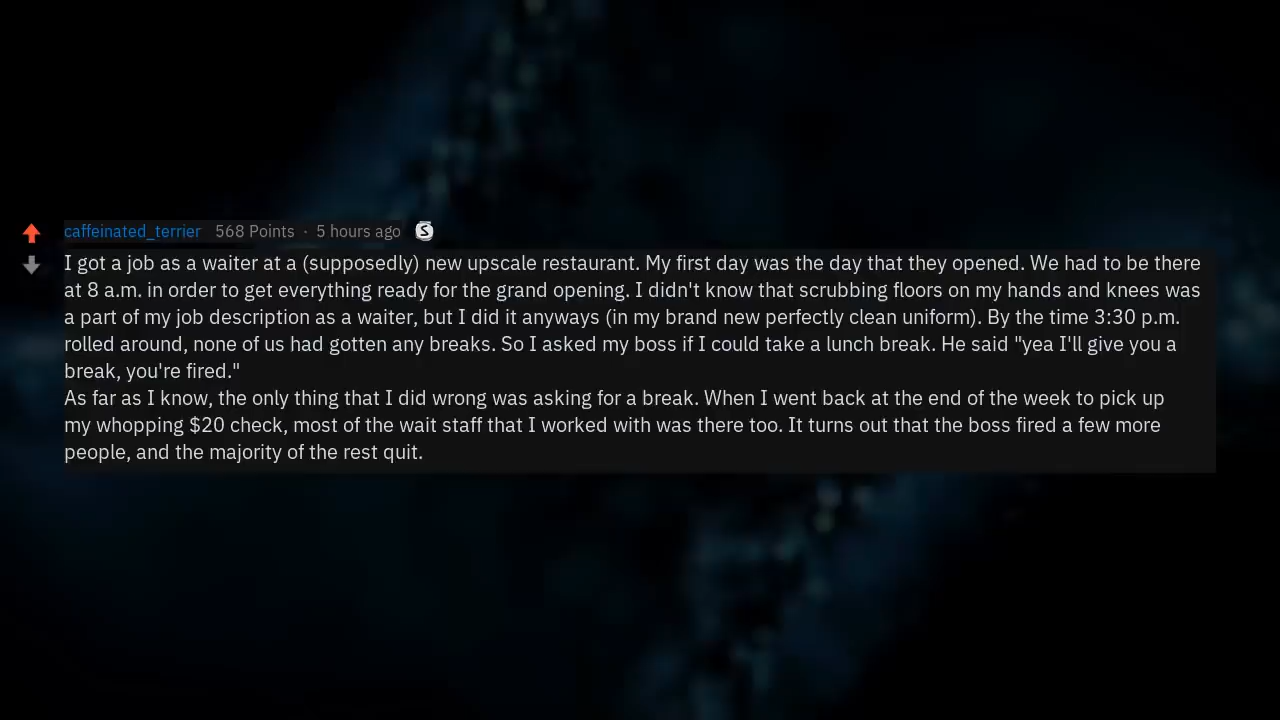 caffeinated_terrier 568 Points · 5 hours ago S
I got a job as a waiter at a (supposedly) new upscale restaurant. My first day was the day that they opened. We had to be there
at 8 a.m. in order to get everything ready for the grand opening. I didn't know that scrubbing floors on my hands and knees was
a part of my job description as a waiter, but I did it anyways (in my brand new perfectly clean uniform). By the time 3:30 p.m.
rolled around, none of us had gotten any breaks. So I asked my boss if I could take a lunch break. He said "yea I'll give you a
break, you're fired."
As far as I know, the only thing that I did wrong was asking for a break. When I went back at the end of the week to pick up
my whopping $20 check, most of the wait staff that I worked with was there too. It turns out that the boss fired a few more
people, and the majority of the rest quit.